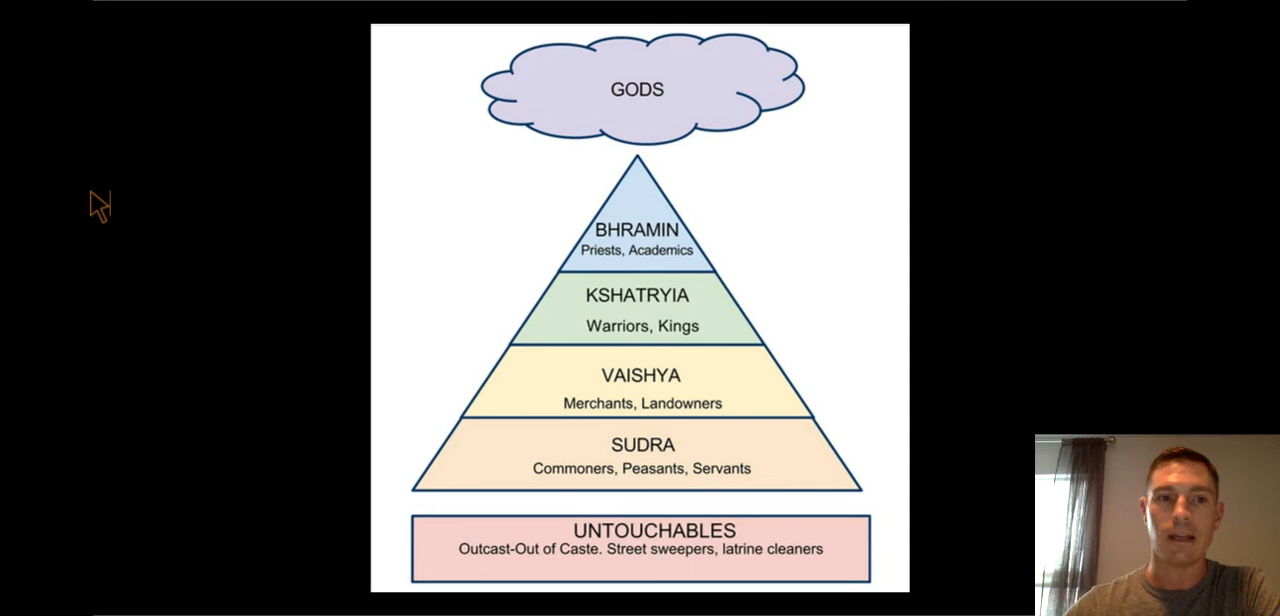 GODS
BHRAMIN
Priests, Academics
KSHATRYIA
Warriors, Kings
VAISHYA
Merchants, Landowners
SUDRA
Commoners, Peasants, Servants
UNTOUCHABLES
Outcast-Out of Caste. Street sweepers, latrine cleaners